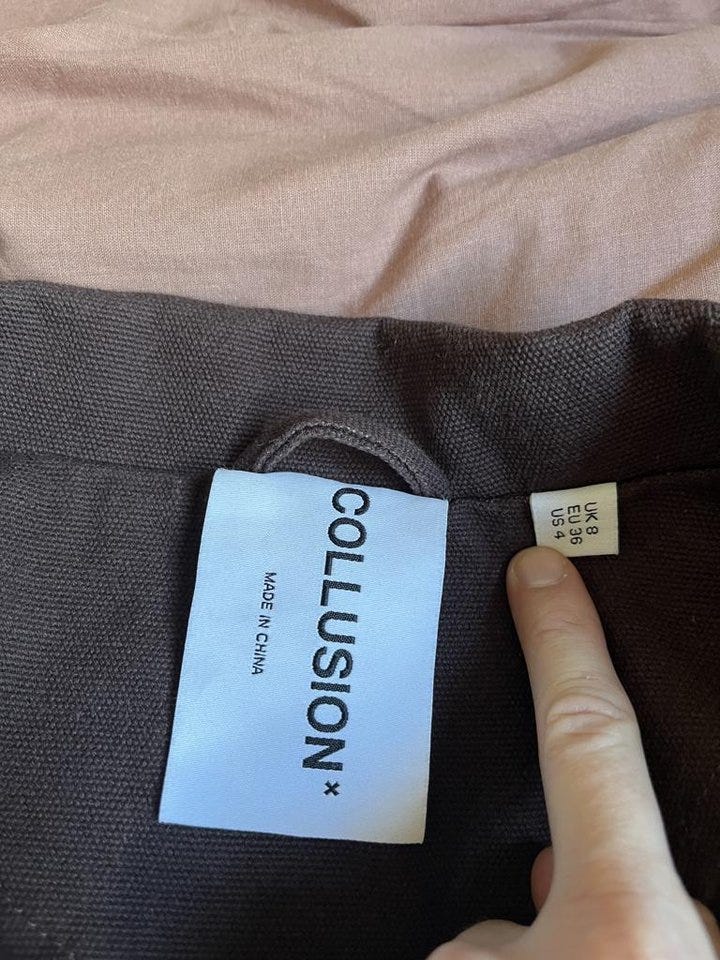 COLLUSION ×
MADE IN CHINA
UK 8
EU 36
US 4